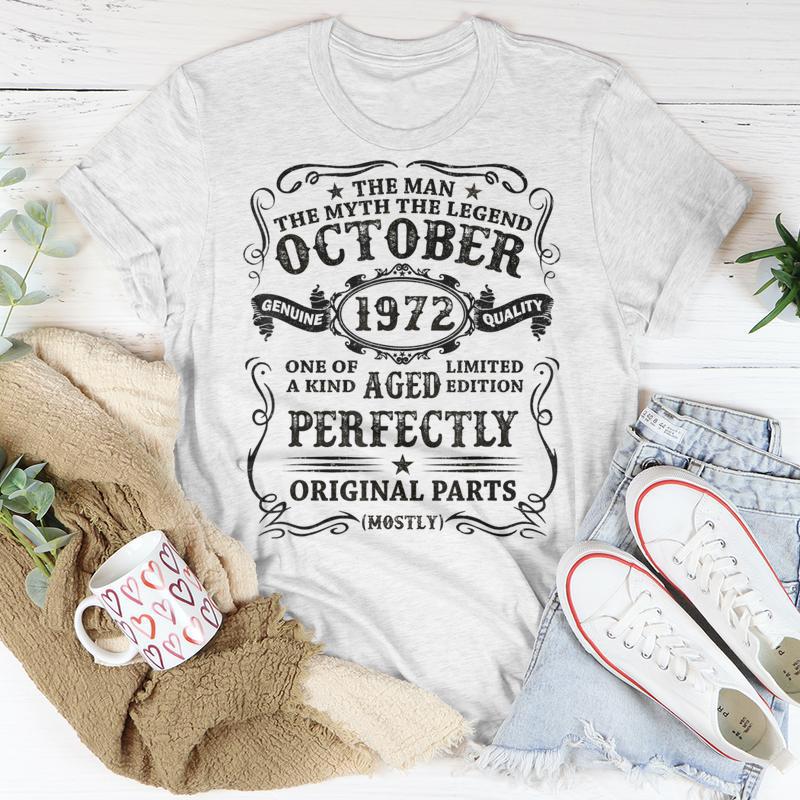 THE MAN
THE MYTH THE LEGEND
OCTOBER
GENUINE 1972 QUALITY
ONE OF A KIND AGED LIMITED EDITION
PERFECTLY
ORIGINAL PARTS
(MOSTLY)